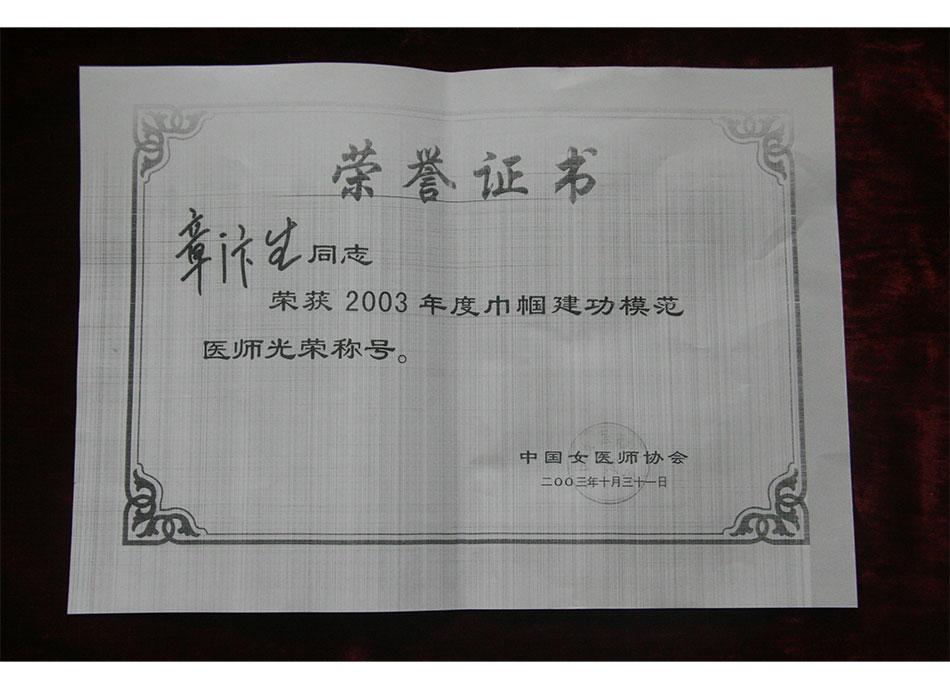 荣誉证书
章汴生同志
荣获 2003 年度巾帼建功模范
医师光荣称号。
中国女医师协会
二OO三年十月三十一日